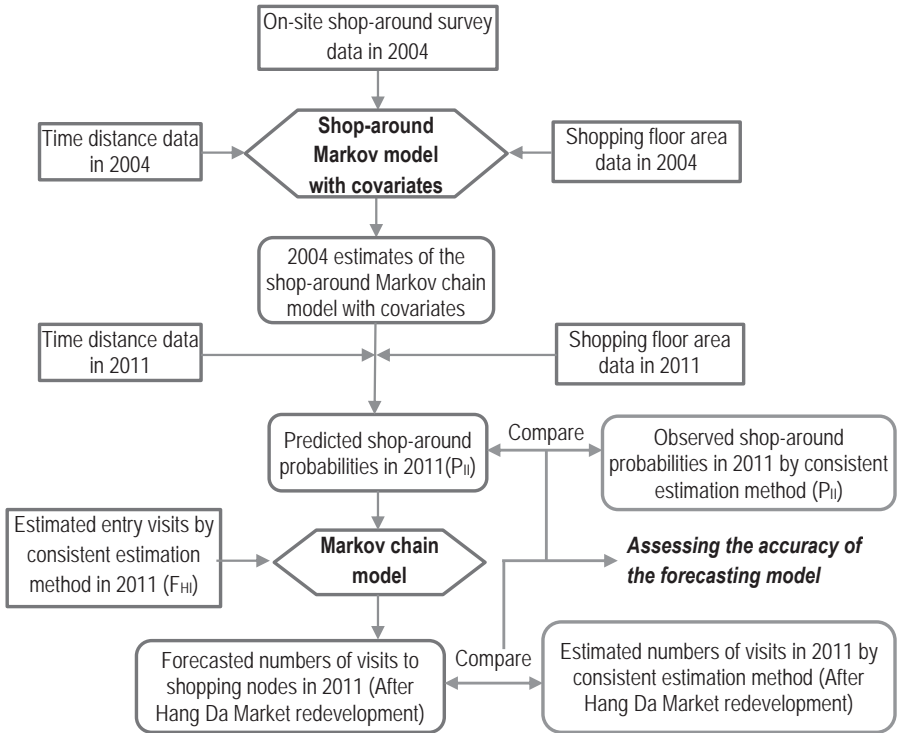 On-site shop-around survey
data in 2004
Time distance data
in 2004
Shop-around
Markov model
with covariates
Shopping floor area
data in 2004
2004 estimates of the
shop-around Markov chain
model with covariates
Time distance data
in 2011
Shopping floor area
data in 2011
Predicted shop-around
probabilities in 2011(PII)
Compare
Observed shop-around
probabilities in 2011 by consistent
estimation method (PII)
Estimated entry visits by
consistent estimation
method in 2011 (FHI)
Markov chain
model
Assessing the accuracy of
the forecasting model
Forecasted numbers of visits to
shopping nodes in 2011 (After
Hang Da Market redevelopment)
Compare
Estimated numbers of visits in 2011 by
consistent estimation method (After
Hang Da Market redevelopment)